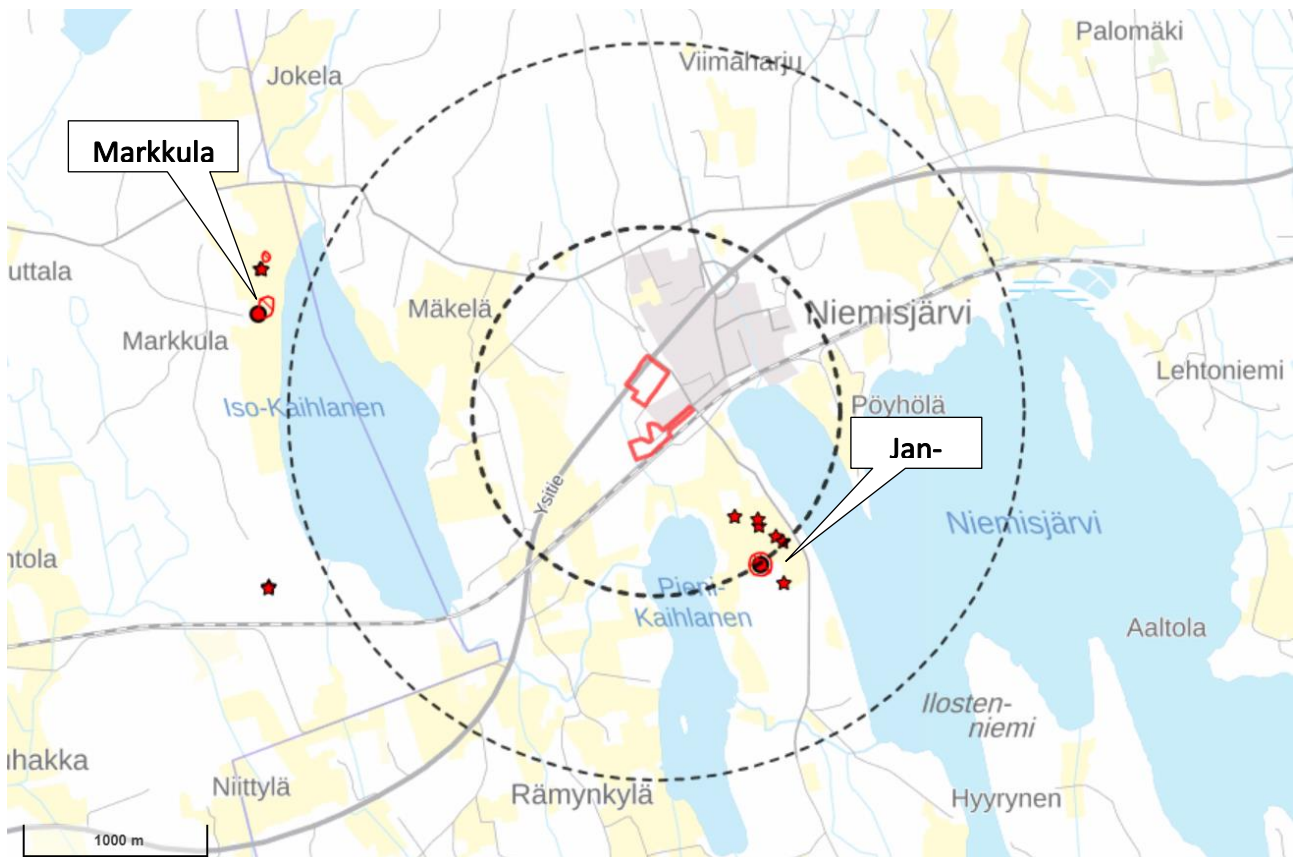 Palomäki
Viimaharju
Jokela
Markkula
uttala
Mäkelä
Niemisjärvi
Markkula
Lehtoniemi
Iso-Kaihlanen
Pöyhölä
Jan-
Ysitie
Niemisjärvi
ntola
Pieni-
Kaihlanen
Aaltola
Ilosten-
niemi
uhakka
Niittylä
Rämynkylä
Hyyrynen
1000 m